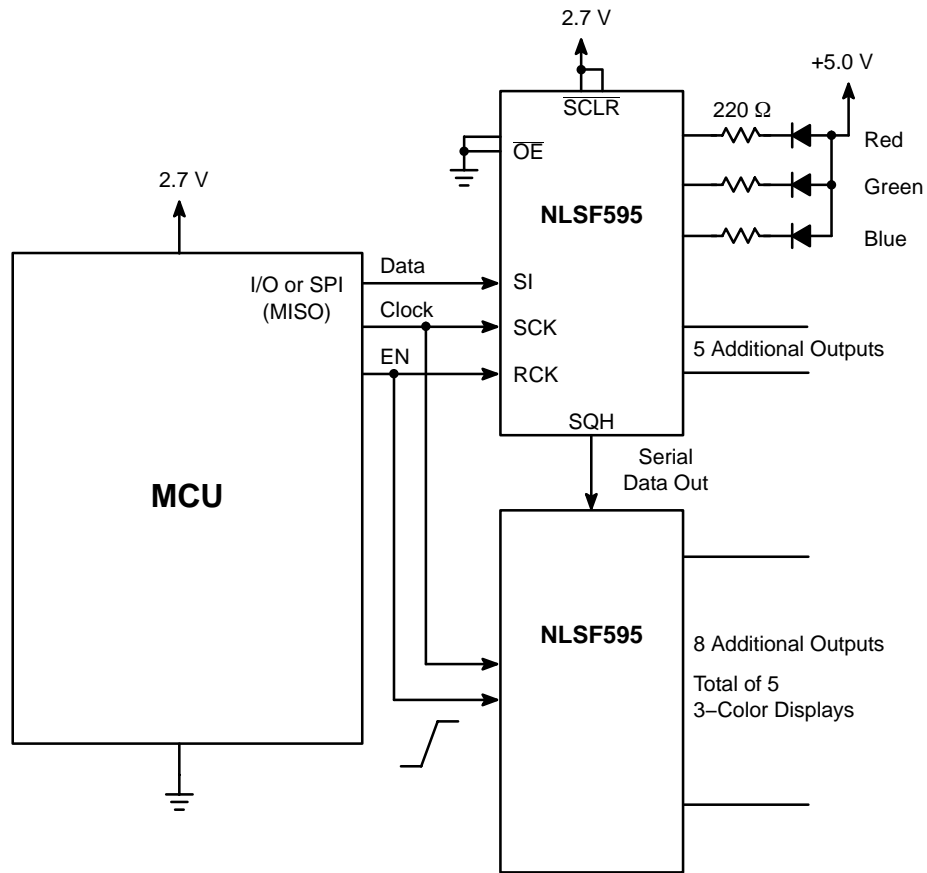 2.7 V
+5.0 V
SCLR
220 Ω
Red
OE
2.7 V
Green
NLSF595
Blue
Data
I/O or SPI
(MISO)
SI
Clock
SCK
5 Additional Outputs
EN
RCK
SQH
Serial
Data Out
MCU
NLSF595
8 Additional Outputs
Total of 5
3−Color Displays